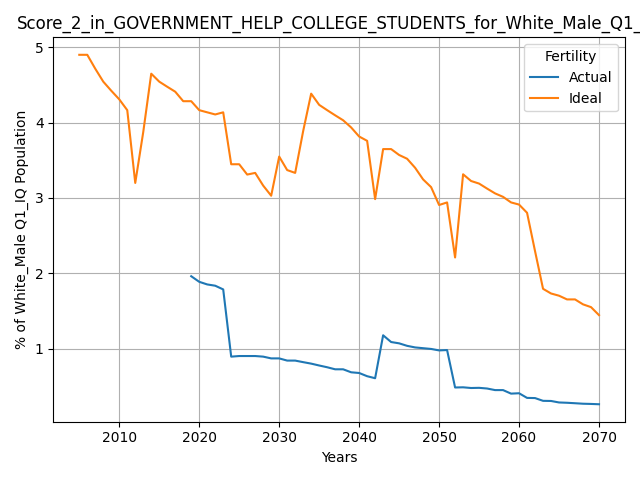 Score_2_in_GOVERNMENT_HELP_COLLEGE_STUDENTS_for_White_Male_Q1_
Fertility
Actual
Ideal
% of White_Male Q1_IQ Population
5
4
3
2
1
2010 2020 2030 2040 2050 2060 2070
Years